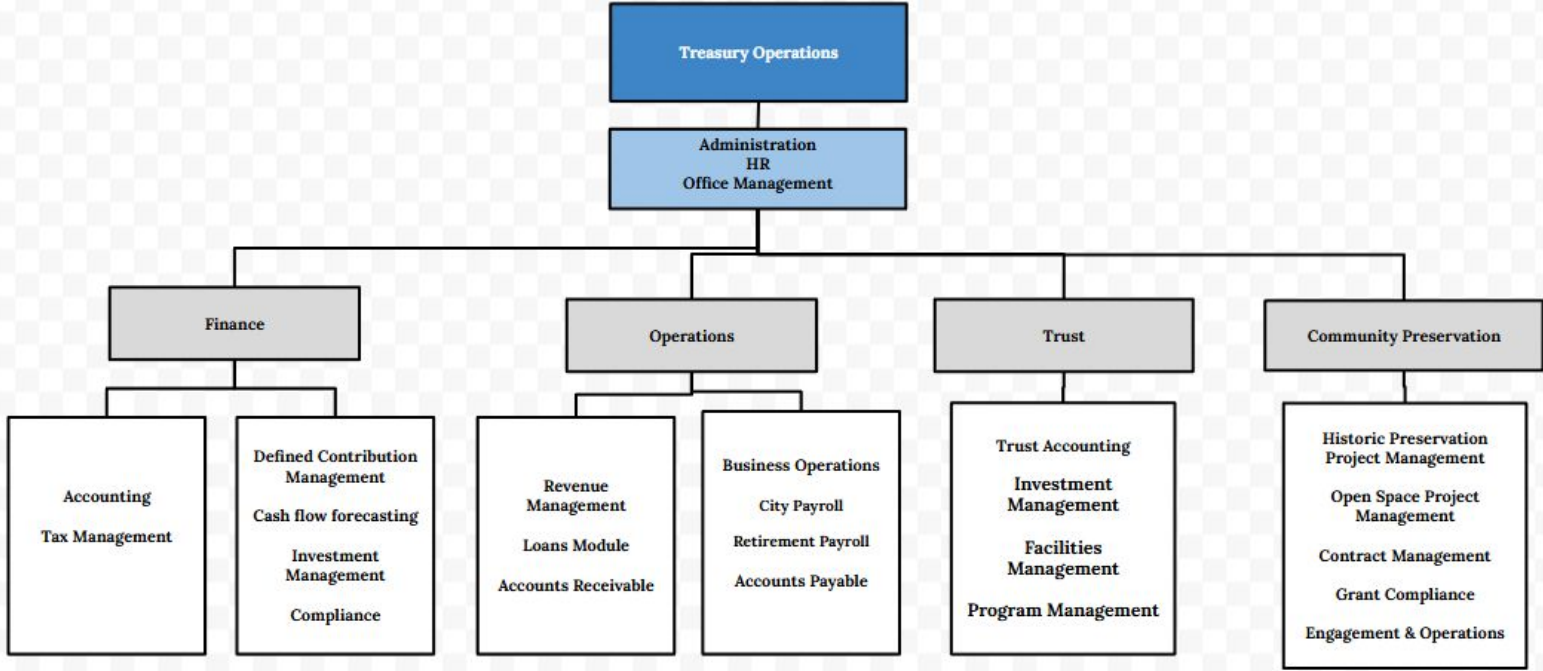 Treasury Operations
Administration
HR
Office Management
Finance
Operations
Trust
Community Preservation
Accounting
Tax Management
Defined Contribution
Management
Cash flow forecasting
Investment
Management
Compliance
Revenue
Management
Loans Module
Accounts Receivable
Business Operations
City Payroll
Retirement Payroll
Accounts Payable
Trust Accounting
Investment
Management
Facilities
Management
Program Management
Historic Preservation
Project Management
Open Space Project
Management
Contract Management
Grant Compliance
Engagement & Operations